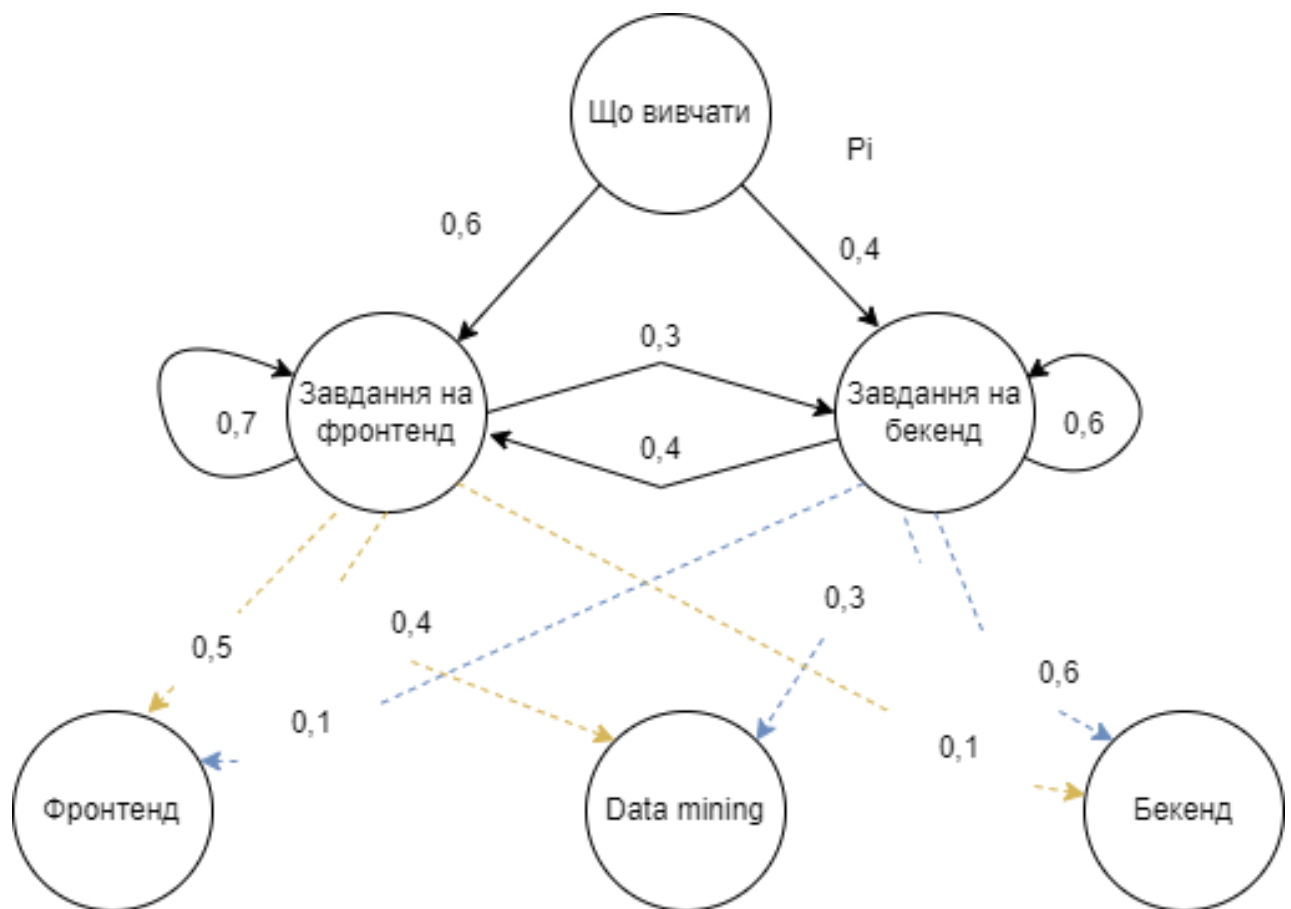 Що вивчати
Pi
0,6
0,4
0,3
Завдання на
фронтенд
Завдання на
бекенд
0,7
0,4
0,6
0,3
0,4
0,5
0,6
0,1
0,1
Фронтенд
Data mining
Бекенд